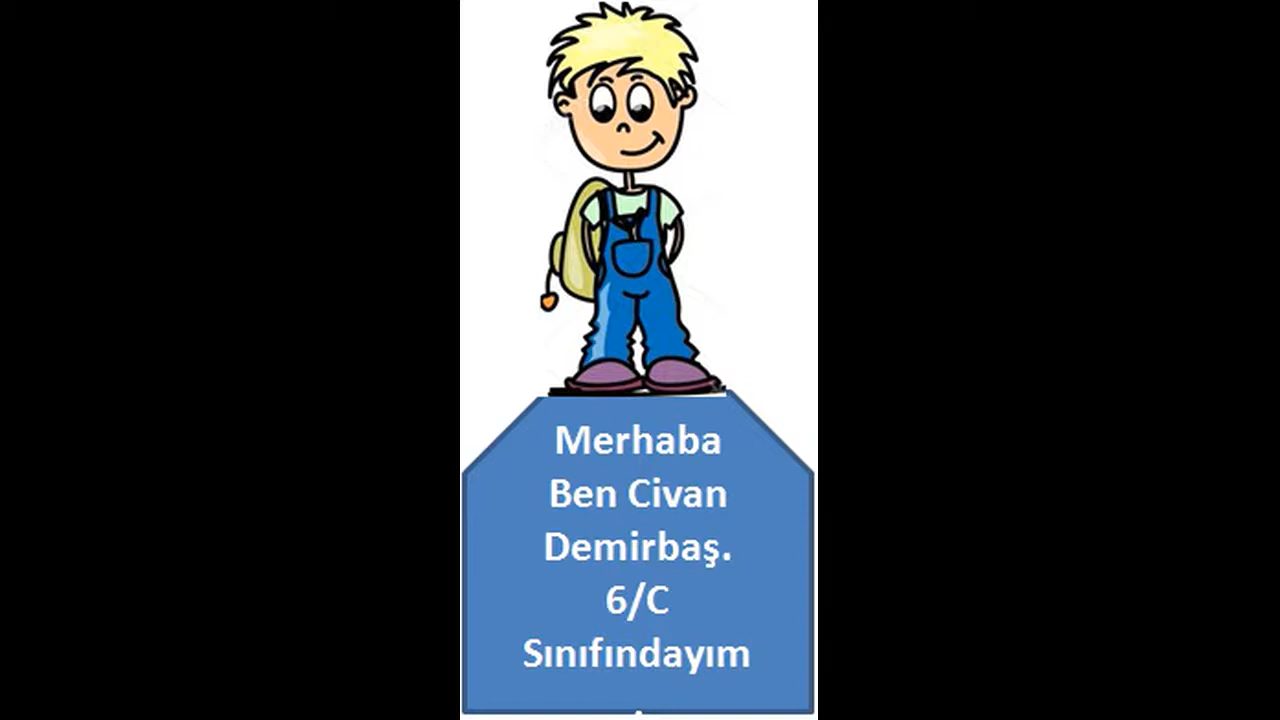 Merhaba
Ben Civan
Demirbaş.
6/C
Sınıfındayım
.